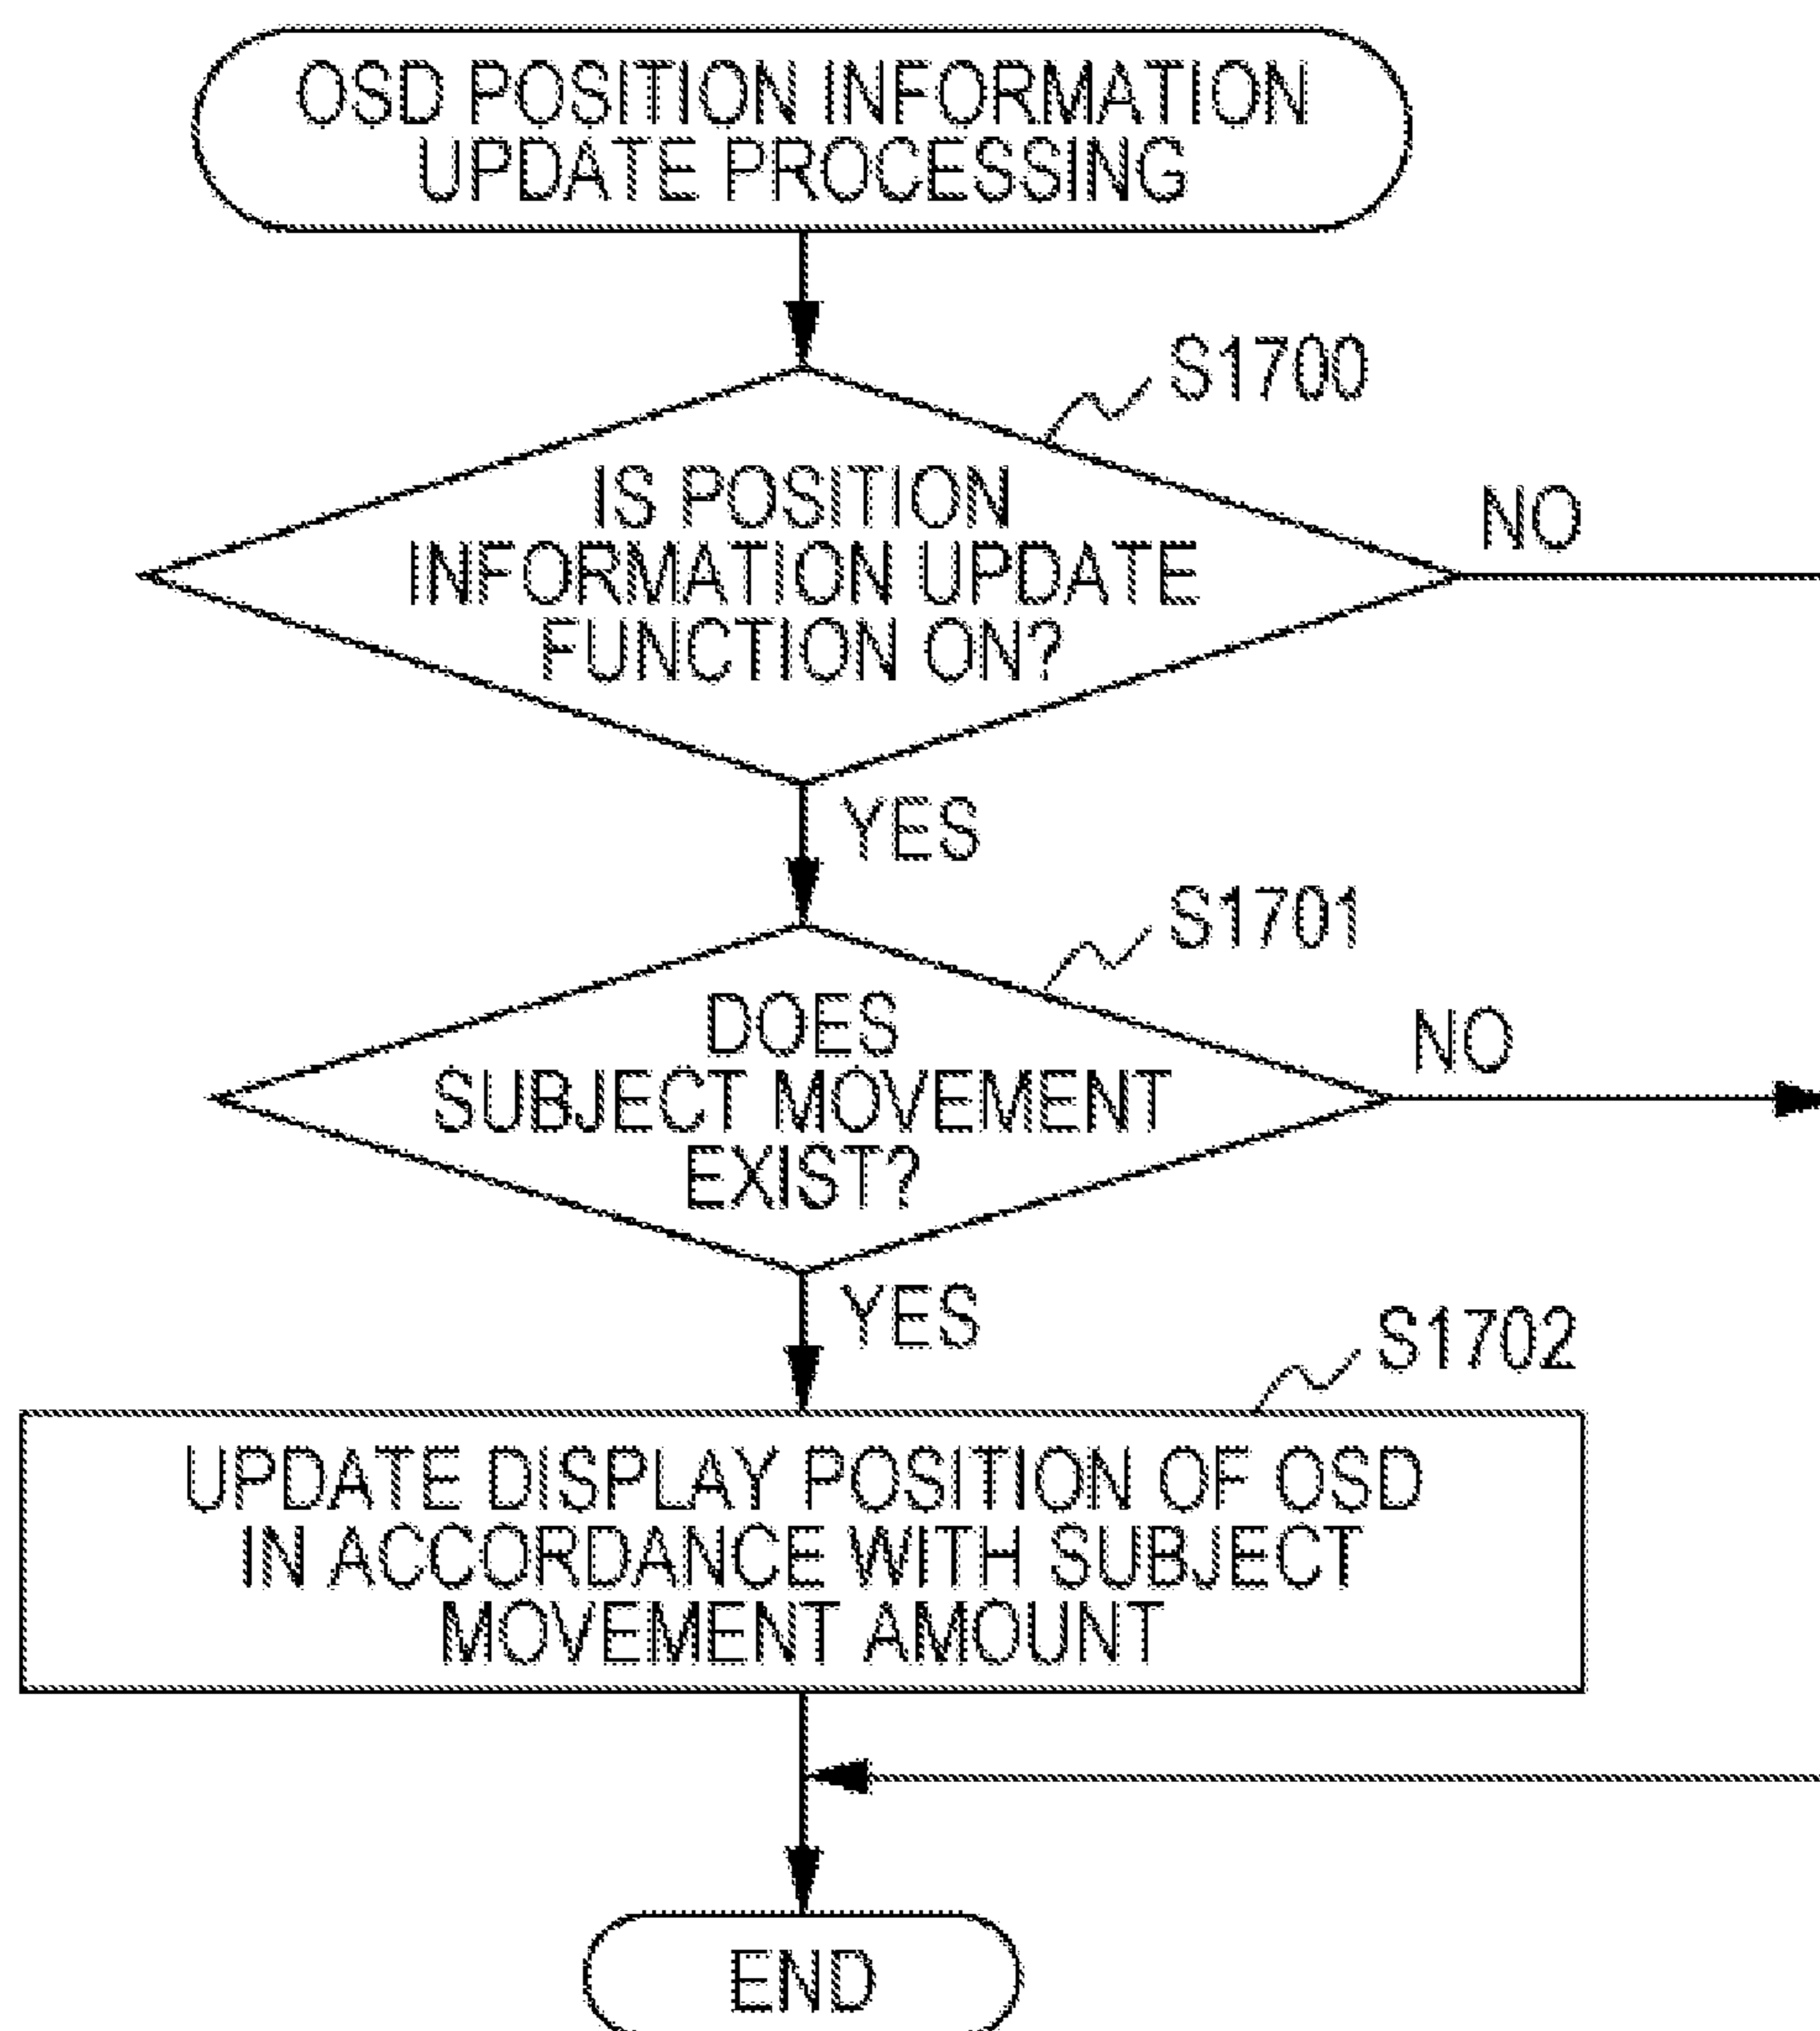 OSD POSITION INFORMATION
UPDATE PROCESSING
S1700
IS POSITION
INFORMATION UPDATE
FUNCTION ON?
NO
YES
S1701
DOES
SUBJECT MOVEMENT
EXIST?
NO
YES
S1702
UPDATE DISPLAY POSITION OF OSD
IN ACCORDANCE WITH SUBJECT
MOVEMENT AMOUNT
END